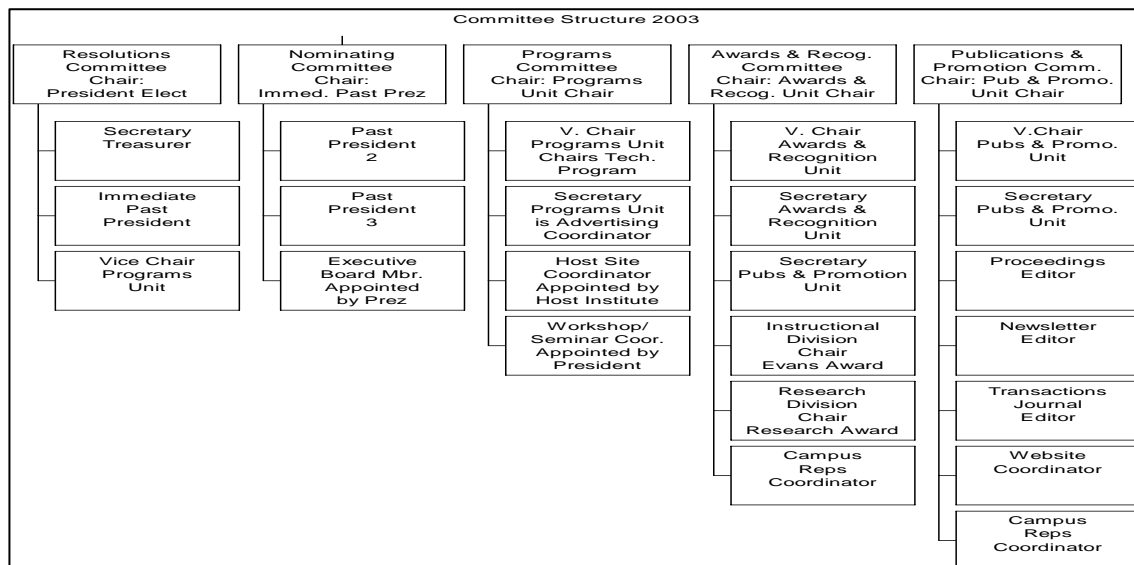 Committee Structure 2003
Resolutions
Committee
Chair:
President Elect
Secretary
Treasurer
Immediate
Past
President
Vice Chair
Programs
Unit
Nominating
Committee
Chair:
Immed. Past Prez
Past
President
2
Past
President
3
Executive
Board Mbr.
Appointed
by Prez
Programs
Committee
Chair: Programs
Unit Chair
V. Chair
Programs Unit
Chairs Tech.
Program
Secretary
Programs Unit
is Advertising
Coordinator
Host Site
Coordinator
Appointed by
Host Institute
Workshop/
Seminar Coor.
Appointed by
President
Awards & Recog.
Committee
Chair: Awards &
Recog. Unit Chair
V. Chair
Awards &
Recognition
Unit
Secretary
Awards &
Recognition
Unit
Secretary
Pubs & Promotion
Unit
Instructional
Division
Chair
Evans Award
Research
Division
Chair
Research Award
Campus
Reps
Coordinator
Publications &
Promotion Comm.
Chair: Pub & Promo.
Unit Chair
V.Chair
Pubs & Promo.
Unit
Secretary
Pubs & Promo.
Unit
Proceedings
Editor
Newsletter
Editor
Transactions
Journal
Editor
Website
Coordinator
Campus
Reps
Coordinator